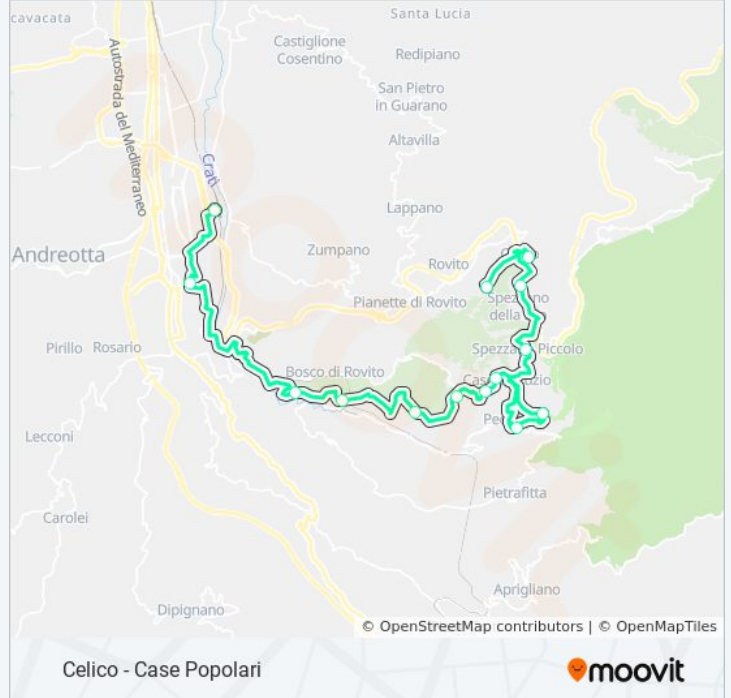 cavacata
Santa Lucia
Castiglione
Cosentino
Redipiano
San Pietro
in Guarano
Autostrada del Mediterraneo
Altavilla
Crati
Lappano
Andreotta
Zumpano
Rovito
Pianette di Rovito
della
Pirillo
Rosario
Piccolo
Bosco di Rovito
Lecconi
Pietrafitta
Carolei
Aprigliano
Dipignano
© OpenStreetMap contributors | © OpenMapTiles
Celico - Case Popolari
moovit